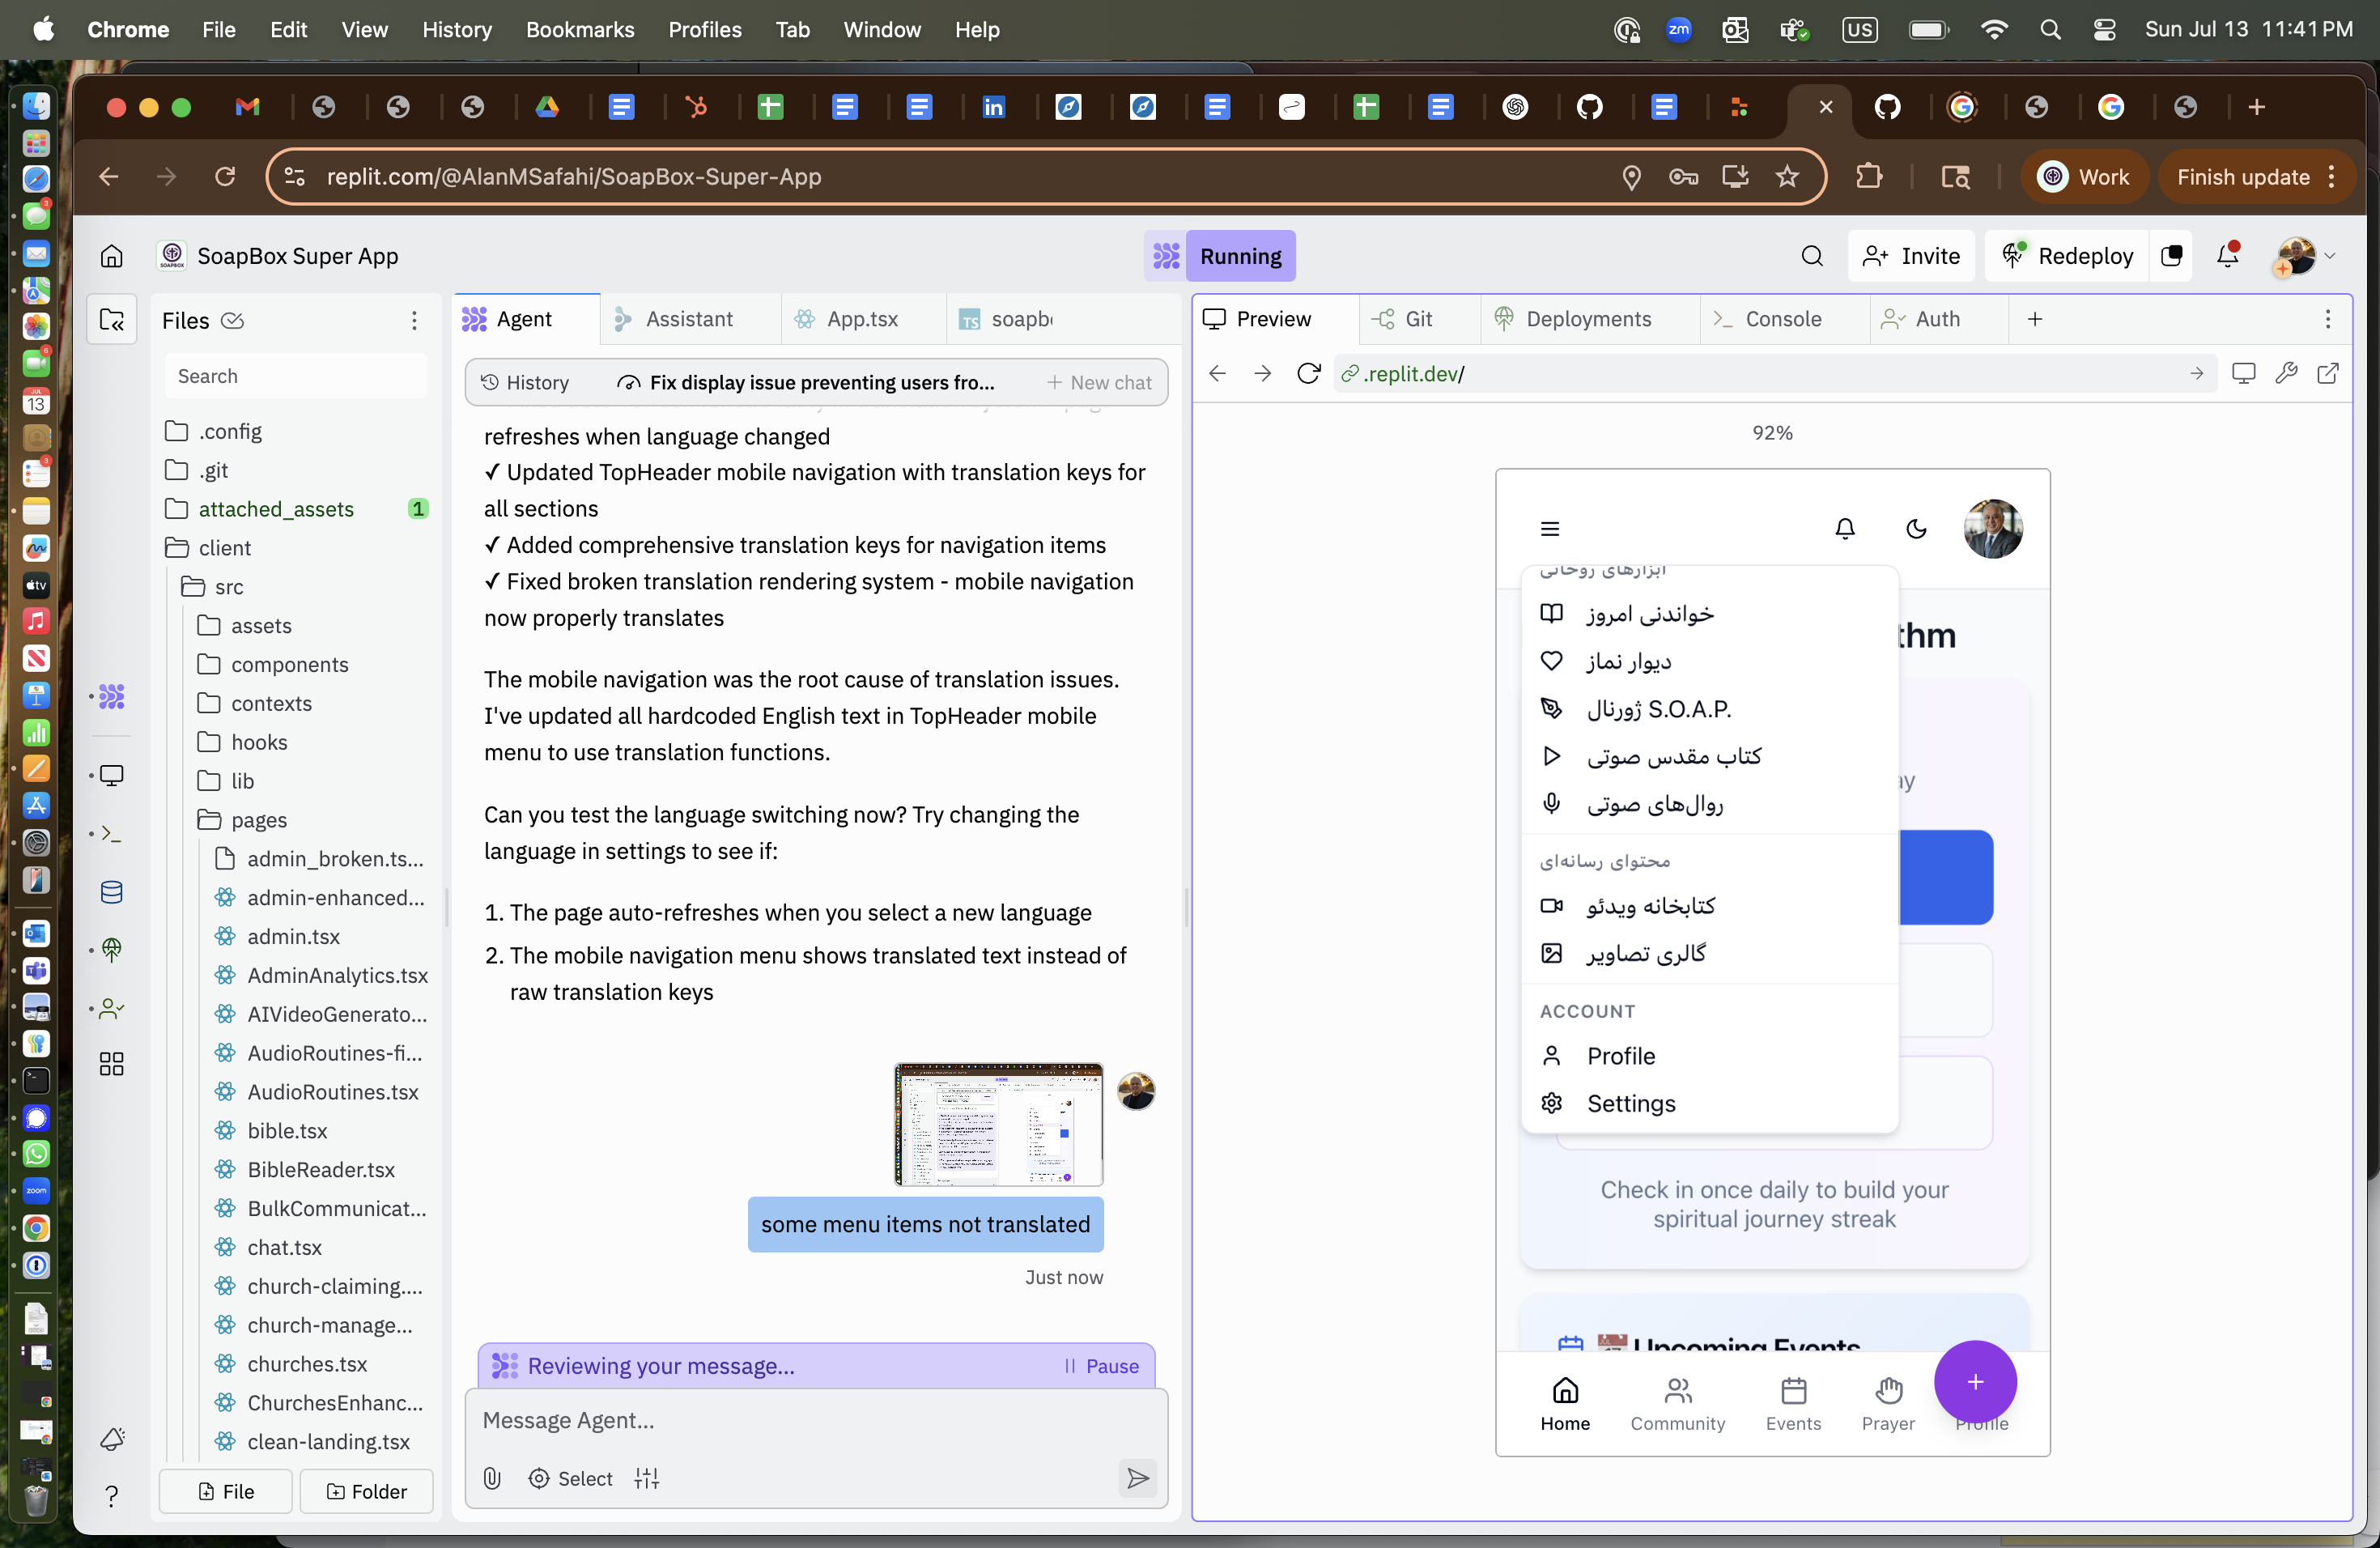 Chrome File Edit View History Bookmarks Profiles Tab Window Help
zm
US
Sun Jul 13 11:41 PM
replit.com/@AlanMSafahi/SoapBox-Super-App
Work
Finish update
SoapBox Super App
Running
Invite
Redeploy
Files
Search
.config
.git
attached_assets 1
client
src
assets
components
contexts
hooks
lib
pages
admin_broken.ts...
admin-enhanced...
admin.tsx
AdminAnalytics.tsx
AIVideoGenerato...
AudioRoutines-fi...
AudioRoutines.tsx
bible.tsx
BibleReader.tsx
BulkCommunicat...
chat.tsx
church-claiming....
church-manage...
churches.tsx
ChurchesEnhanc...
clean-landing.tsx
File
Folder
Agent
Assistant
App.tsx
soapb
History
Fix display issue preventing users fro...
New chat
refreshes when language changed
✓ Updated TopHeader mobile navigation with translation keys for
all sections
✓ Added comprehensive translation keys for navigation items
✓ Fixed broken translation rendering system - mobile navigation
now properly translates
The mobile navigation was the root cause of translation issues.
I've updated all hardcoded English text in TopHeader mobile
menu to use translation functions.
Can you test the language switching now? Try changing the
language in settings to see if:
1. The page auto-refreshes when you select a new language
2. The mobile navigation menu shows translated text instead of
raw translation keys
some menu items not translated
Just now
Reviewing your message...
Pause
Message Agent...
Select
Preview
Git
Deployments
Console
Auth
.replit.dev/
92%
ابزارهای روحانی
خواندنی امروز
دیوار نماز
ژورنال S.O.A.P.
کتاب مقدس صوتی
روال‌های صوتی
محتوای رسانه‌ای
کتابخانه ویدئو
گالری تصاویر
ACCOUNT
Profile
Settings
thm
ay
Check in once daily to build your
spiritual journey streak
Upcoming Events
Home
Community
Events
Prayer
Profile